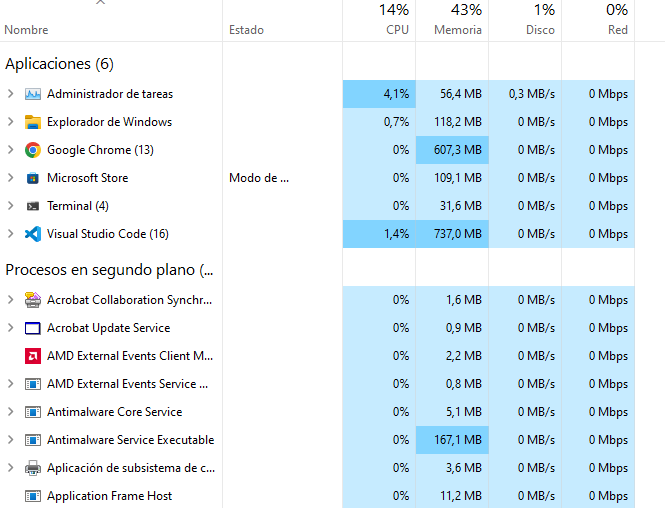 14% 43% 1% 0%
Nombre Estado CPU Memoria Disco Red
Aplicaciones (6)
Administrador de tareas 4,1% 56,4 MB 0,3 MB/s 0 Mbps
Explorador de Windows 0,7% 118,2 MB 0 MB/s 0 Mbps
Google Chrome (13) 0% 607,3 MB 0 MB/s 0 Mbps
Microsoft Store Modo de ... 0% 109,1 MB 0 MB/s 0 Mbps
Terminal (4) 0% 31,6 MB 0 MB/s 0 Mbps
Visual Studio Code (16) 1,4% 737,0 MB 0 MB/s 0 Mbps
Procesos en segundo plano (...
Acrobat Collaboration Synchr... 0% 1,6 MB 0 MB/s 0 Mbps
Acrobat Update Service 0% 0,9 MB 0 MB/s 0 Mbps
AMD External Events Client M... 0% 2,2 MB 0 MB/s 0 Mbps
AMD External Events Service ... 0% 0,8 MB 0 MB/s 0 Mbps
Antimalware Core Service 0% 5,1 MB 0 MB/s 0 Mbps
Antimalware Service Executable 0% 167,1 MB 0 MB/s 0 Mbps
Aplicación de subsistema de c... 0% 3,6 MB 0 MB/s 0 Mbps
Application Frame Host 0% 11,2 MB 0 MB/s 0 Mbps